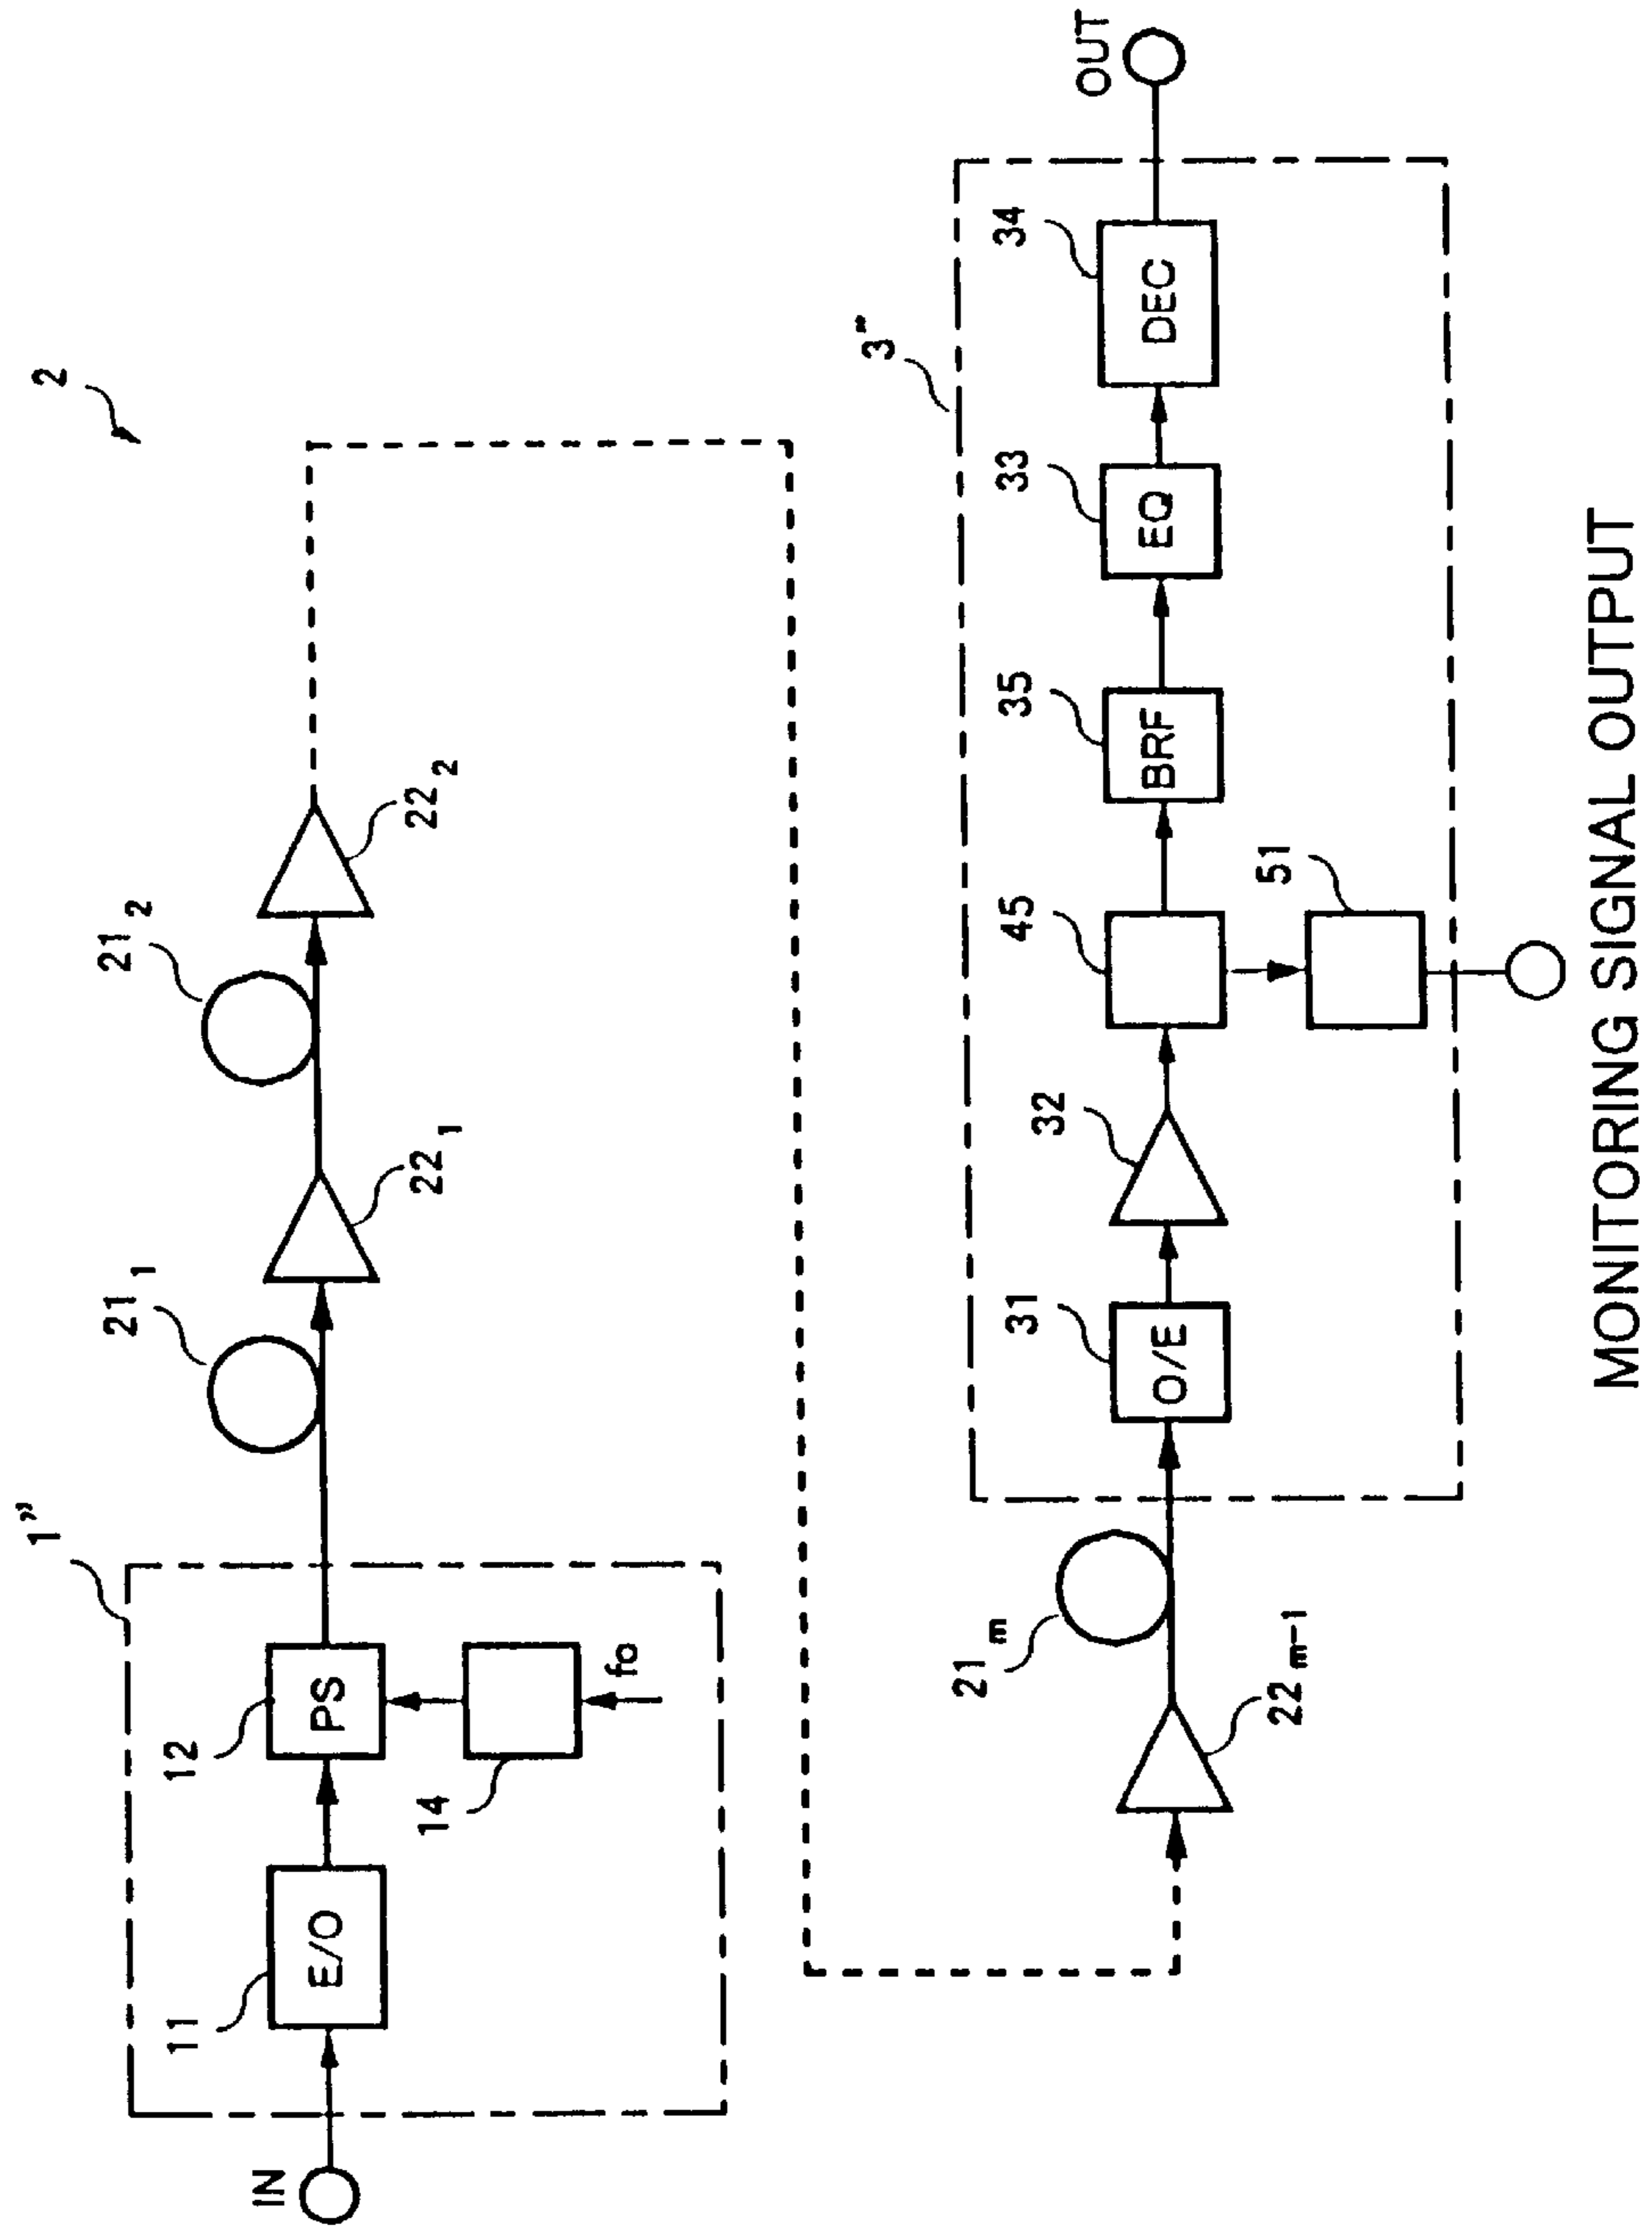 2
1”
21 1
21 2
12
11
IN
E/O
PS
22 1
22 2
14
fo
3"
21 m
22 m-1
31
32
45
35
33
34
OUT
O/E
BRF
EQ
DEC
51
MONITORING SIGNAL OUTPUT